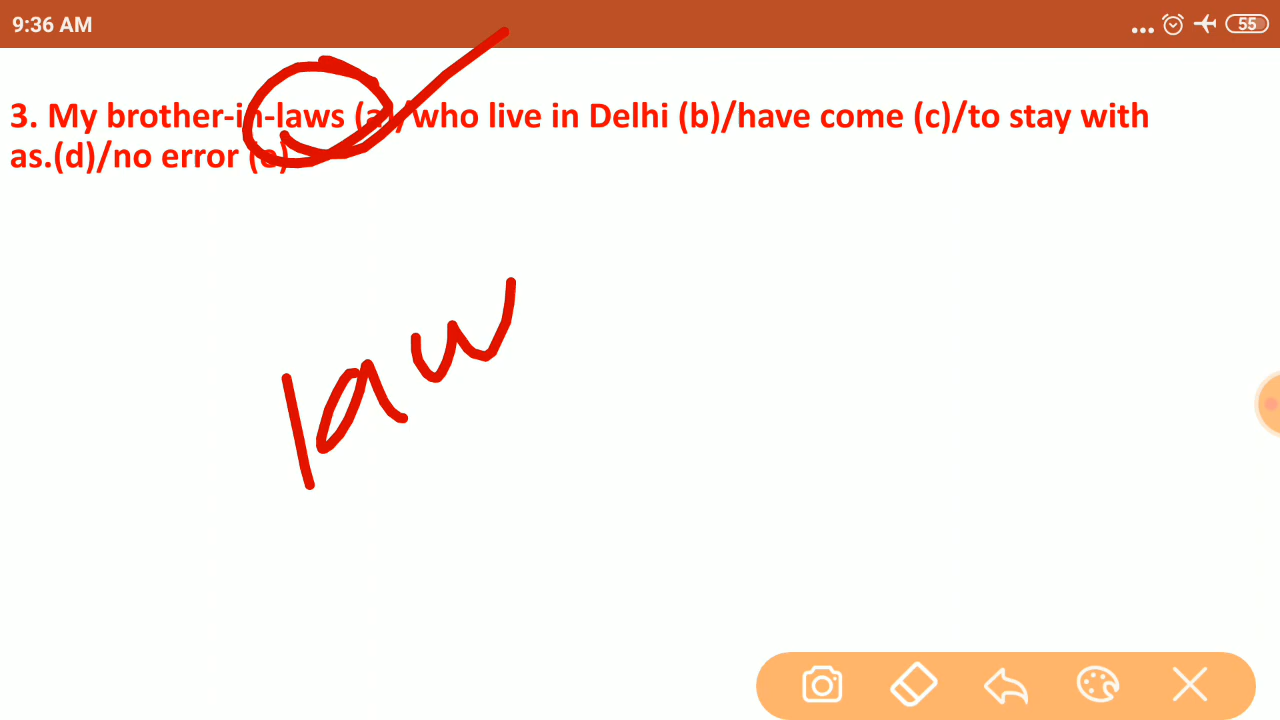 9:36 AM
55
3. My brother-in-laws (a)/who live in Delhi (b)/have come (c)/to stay with
as.(d)/no error (e)
law